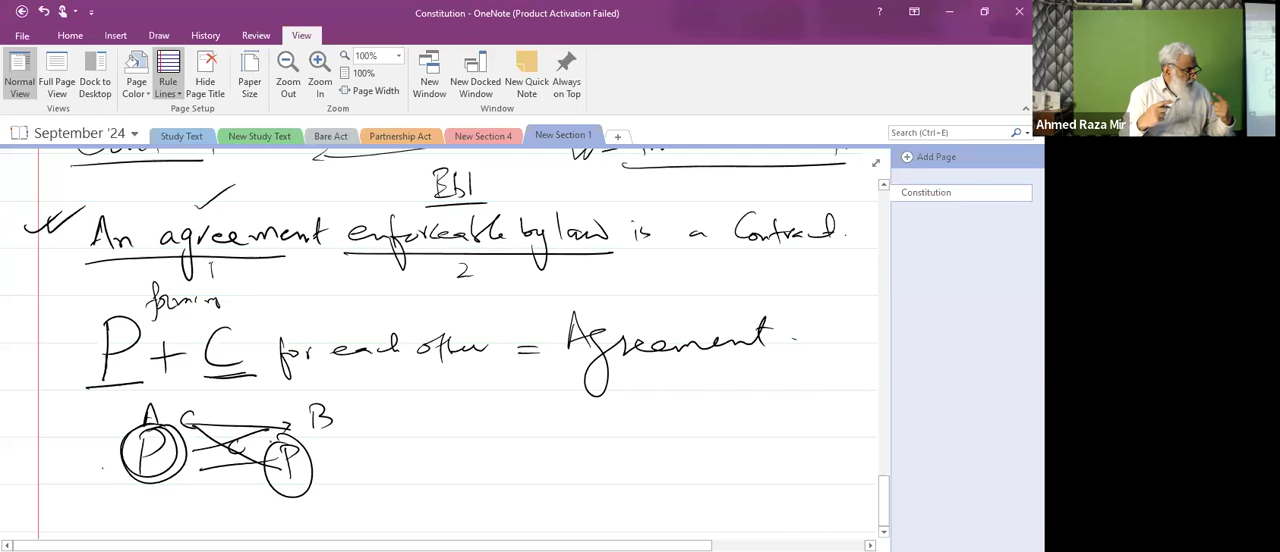 Constitution - OneNote (Product Activation Failed)
File Home Insert Draw History Review View
Normal View Full Page View Dock to Desktop Page Color Rule Lines Hide Page Title Paper Size Zoom Out Zoom In 100% 100% Page Width New Window New Docked Window New Quick Note Always on Top
Views Page Setup Zoom Window
September '24 Study Text New Study Text Bare Act Partnership Act New Section 4 New Section 1 Search (Ctrl+E)
Ahmed Raza Mir
Add Page
Constitution
Ebl
An agreement enforceable by law is a Contract.
1 2
P + C for each other = Agreement.
A C B
P C P